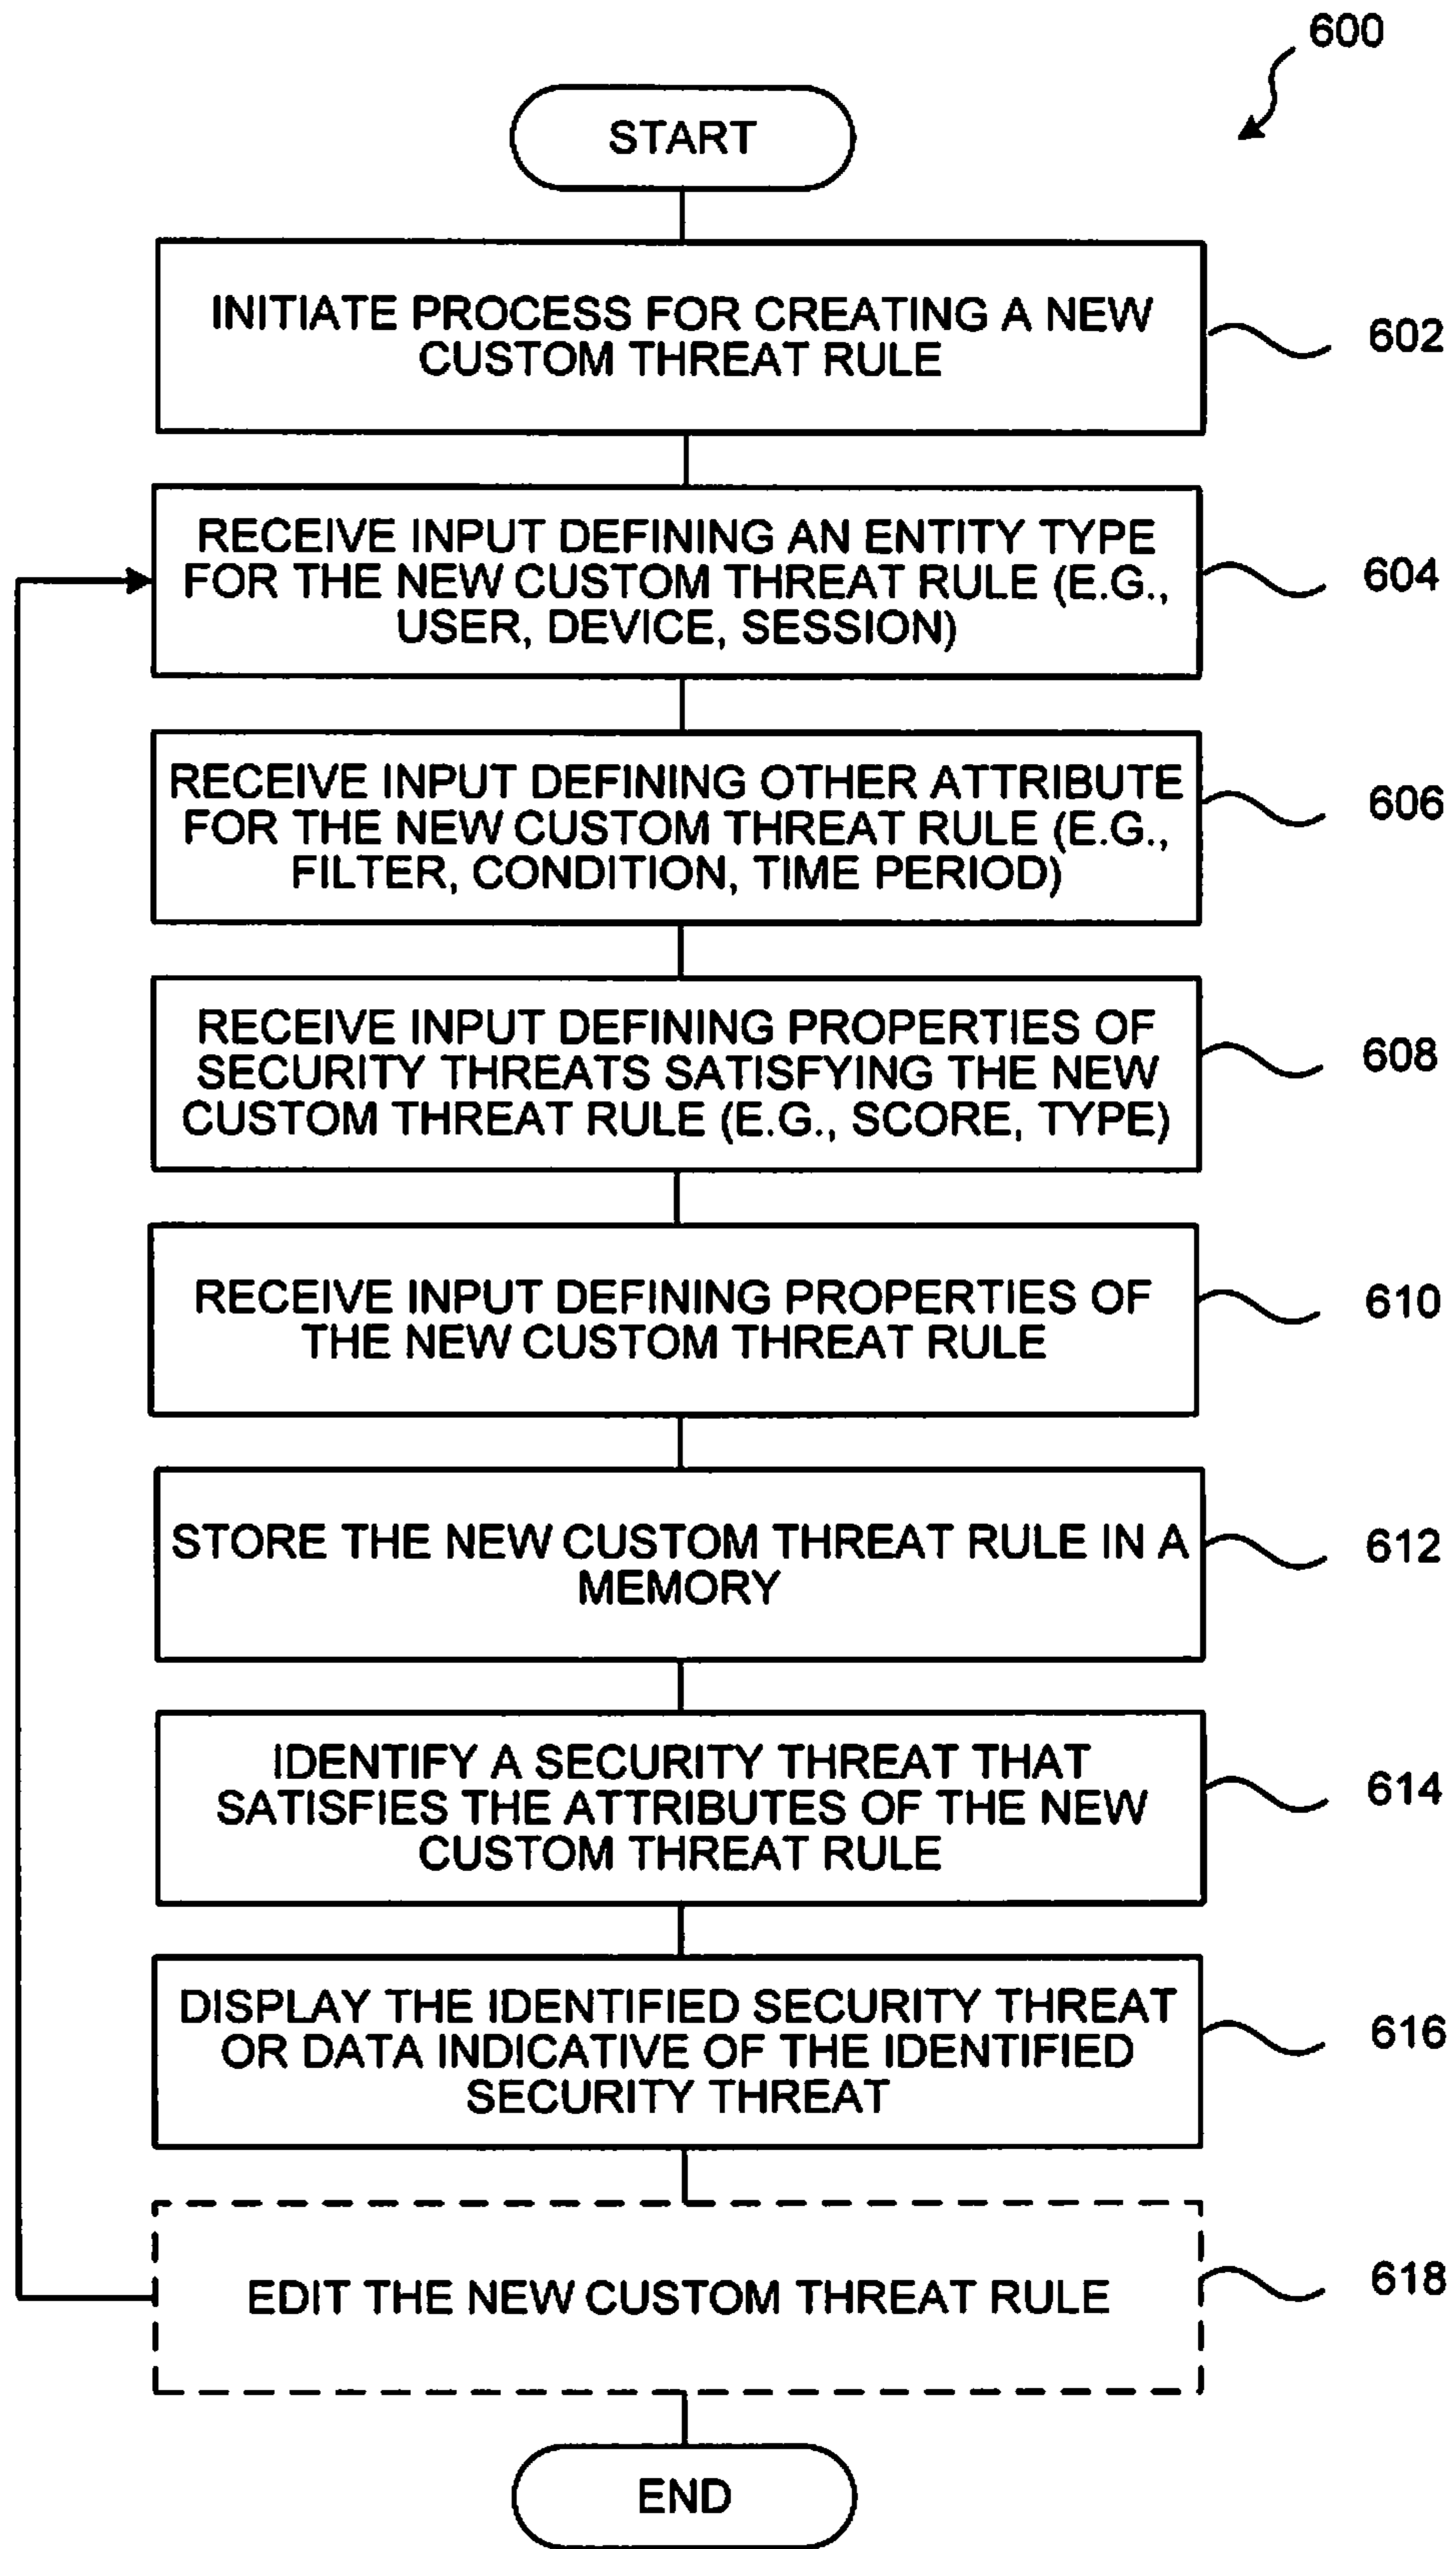 600
START
INITIATE PROCESS FOR CREATING A NEW
CUSTOM THREAT RULE
602
RECEIVE INPUT DEFINING AN ENTITY TYPE
FOR THE NEW CUSTOM THREAT RULE (E.G.,
USER, DEVICE, SESSION)
604
RECEIVE INPUT DEFINING OTHER ATTRIBUTE
FOR THE NEW CUSTOM THREAT RULE (E.G.,
FILTER, CONDITION, TIME PERIOD)
606
RECEIVE INPUT DEFINING PROPERTIES OF
SECURITY THREATS SATISFYING THE NEW
CUSTOM THREAT RULE (E.G., SCORE, TYPE)
608
RECEIVE INPUT DEFINING PROPERTIES OF
THE NEW CUSTOM THREAT RULE
610
STORE THE NEW CUSTOM THREAT RULE IN A
MEMORY
612
IDENTIFY A SECURITY THREAT THAT
SATISFIES THE ATTRIBUTES OF THE NEW
CUSTOM THREAT RULE
614
DISPLAY THE IDENTIFIED SECURITY THREAT
OR DATA INDICATIVE OF THE IDENTIFIED
SECURITY THREAT
616
EDIT THE NEW CUSTOM THREAT RULE
618
END